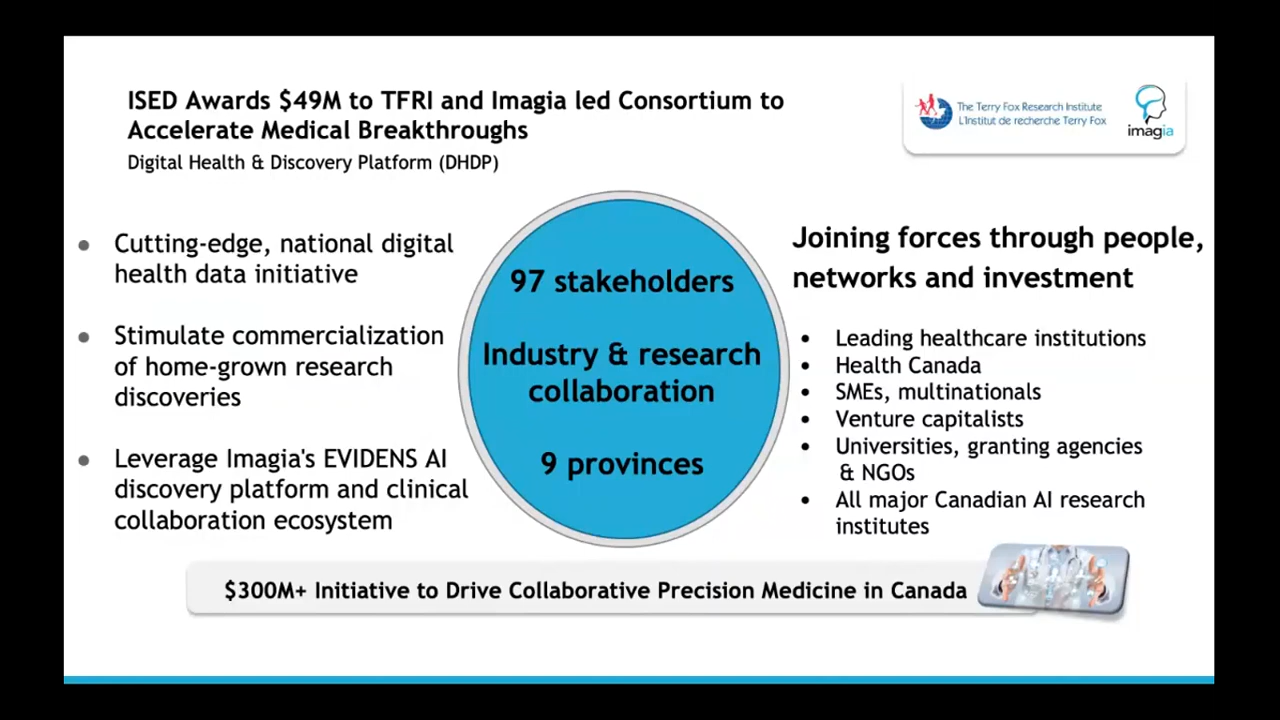 ISED Awards $49M to TFRI and Imagia led Consortium to
Accelerate Medical Breakthroughs
Digital Health & Discovery Platform (DHDP)
The Terry Fox Research Institute
L'Institut de recherche Terry Fox
imagia
• Cutting-edge, national digital
health data initiative
• Stimulate commercialization
of home-grown research
discoveries
• Leverage Imagia's EVIDENS AI
discovery platform and clinical
collaboration ecosystem
97 stakeholders
Industry & research
collaboration
9 provinces
Joining forces through people,
networks and investment
• Leading healthcare institutions
• Health Canada
• SMEs, multinationals
• Venture capitalists
• Universities, granting agencies
& NGOs
• All major Canadian AI research
institutes
$300M+ Initiative to Drive Collaborative Precision Medicine in Canada